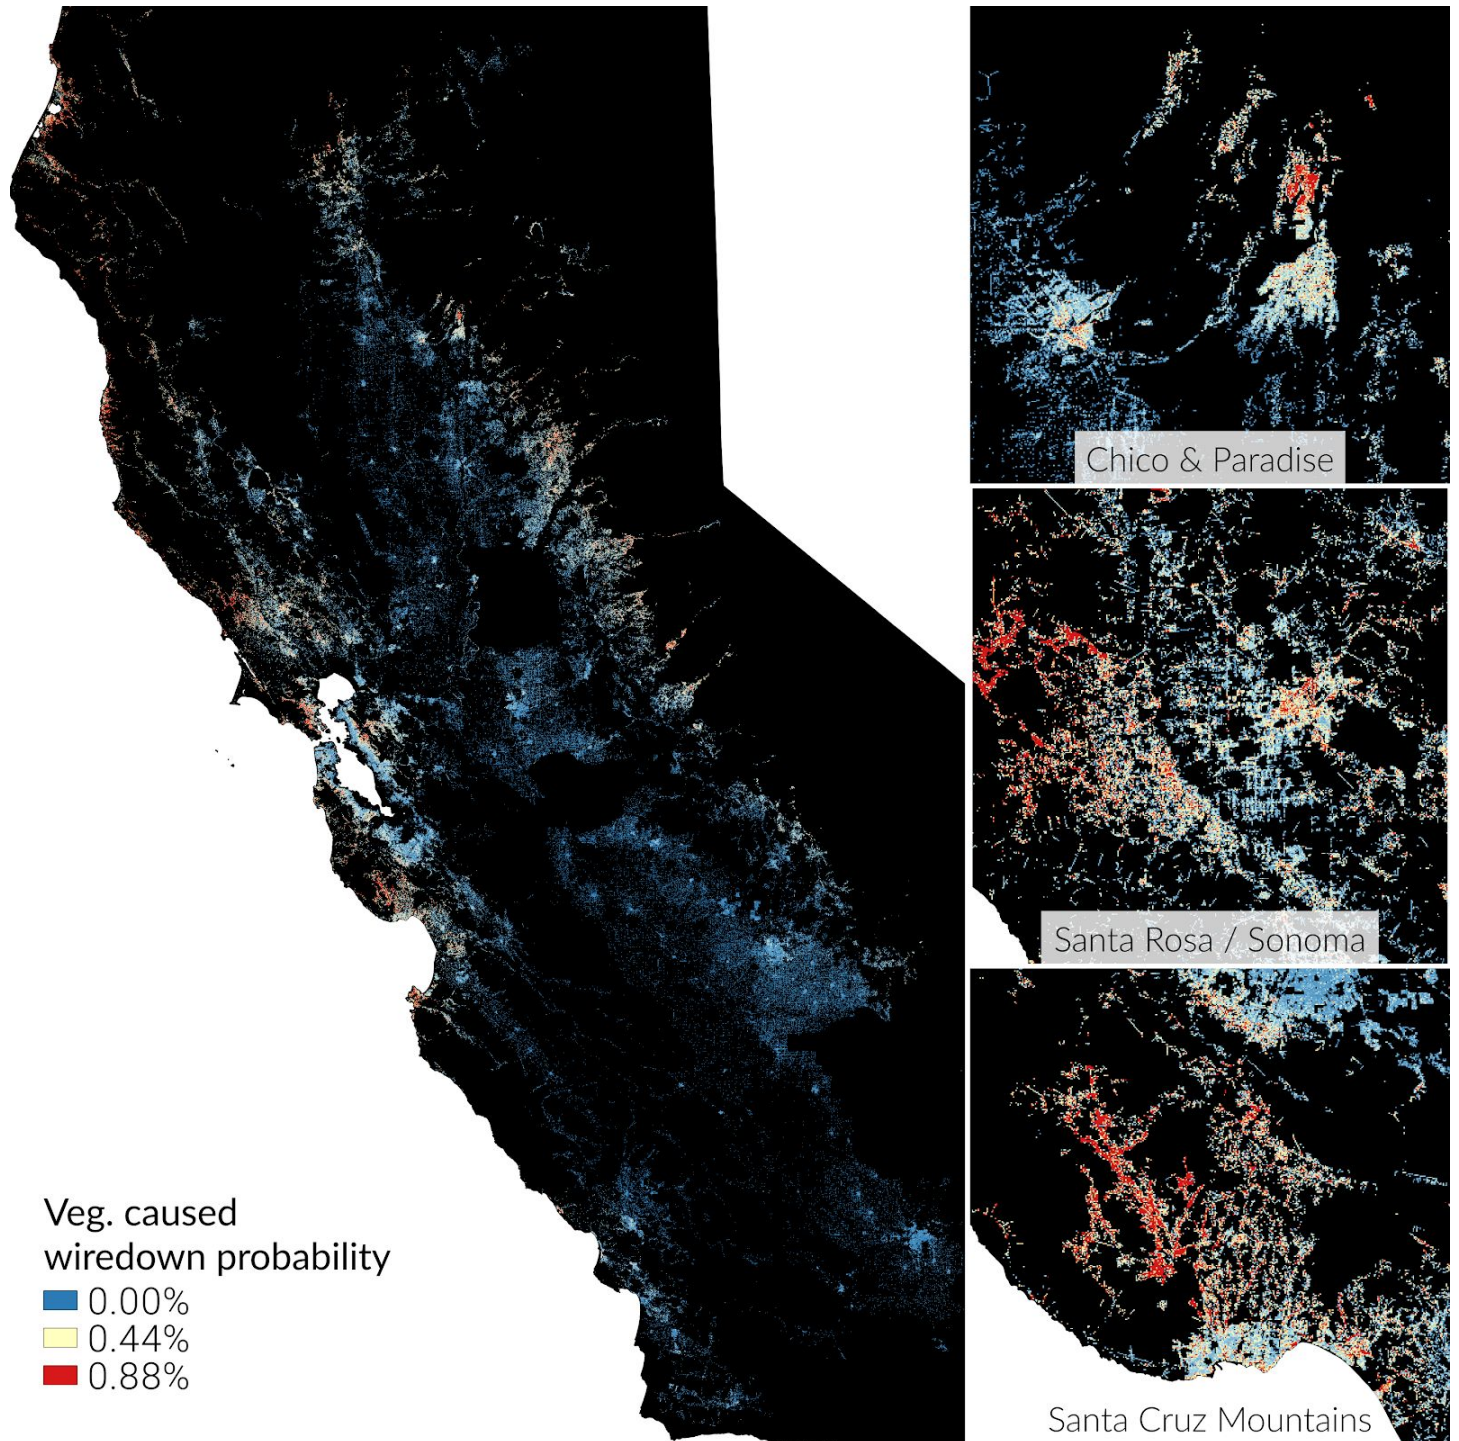 Chico & Paradise
Santa Rosa / Sonoma
Santa Cruz Mountains
Veg. caused
wiredown probability
0.00%
0.44%
0.88%